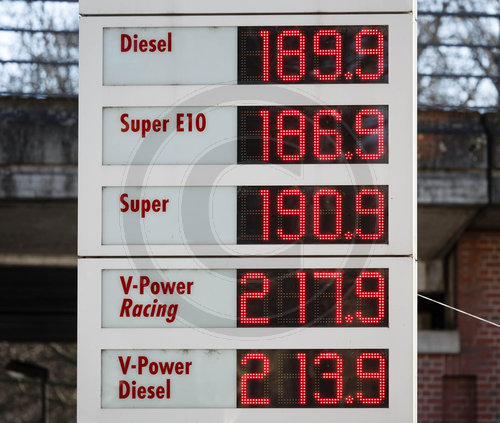 Diesel 189.9
Super E10 186.9
Super 190.9
V-Power
Racing 217.9
V-Power
Diesel 213.9